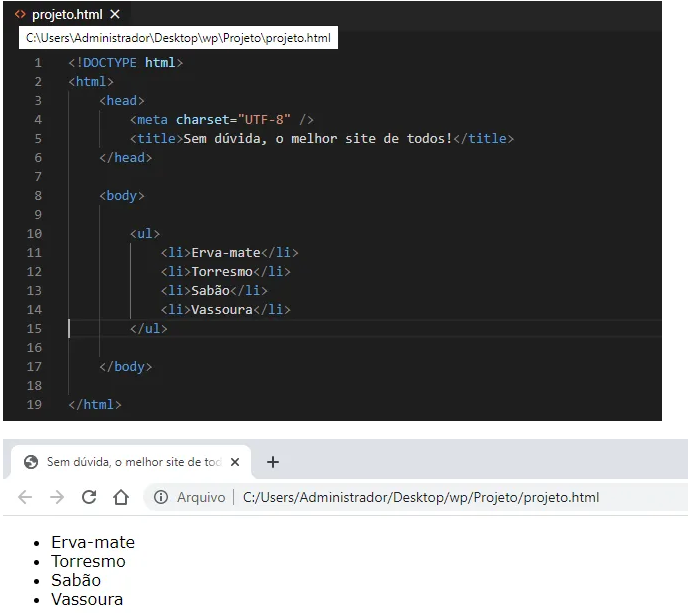 projeto.html
C:\Users\Administrador\Desktop\wp\Projeto\projeto.html
1 <!DOCTYPE html>
2 <html>
3 <head>
4 <meta charset="UTF-8" />
5 <title>Sem dúvida, o melhor site de todos!</title>
6 </head>
7
8 <body>
9
10 <ul>
11 <li>Erva-mate</li>
12 <li>Torresmo</li>
13 <li>Sabão</li>
14 <li>Vassoura</li>
15 </ul>
16
17 </body>
18
19 </html>
Sem dúvida, o melhor site de tod
Arquivo | C:/Users/Administrador/Desktop/wp/Projeto/projeto.html
• Erva-mate
• Torresmo
• Sabão
• Vassoura